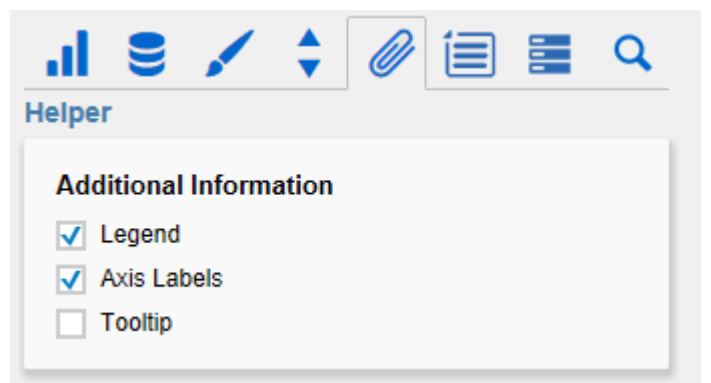 Helper
Additional Information
Legend
Axis Labels
Tooltip